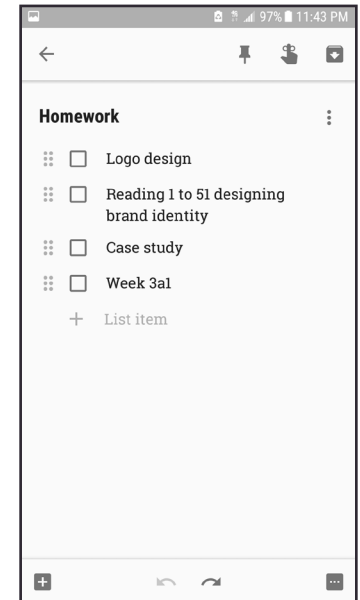 97% 11:43 PM
Homework
Logo design
Reading 1 to 51 designing
brand identity
Case study
Week 3a1
List item